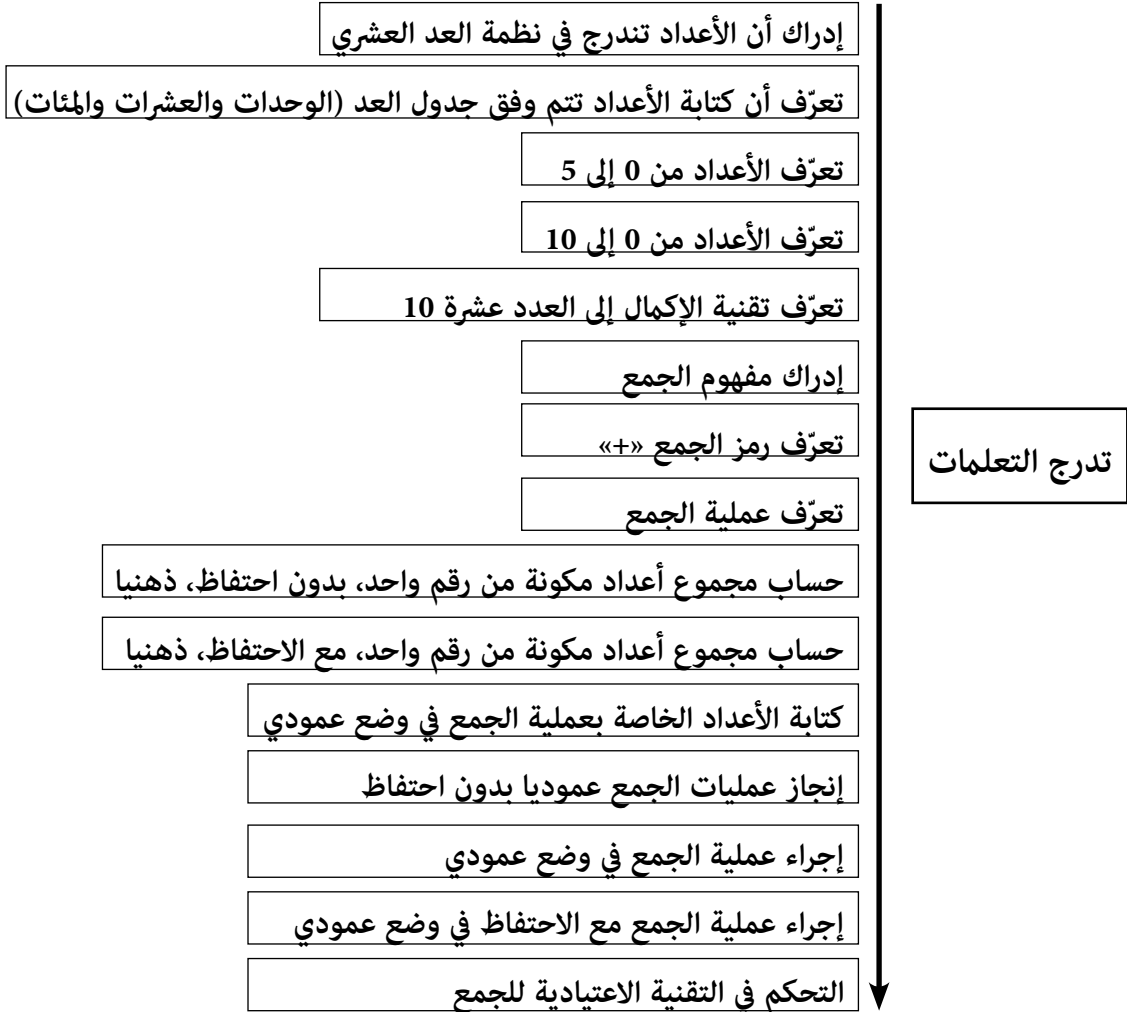 إدراك أن الأعداد تندرج في نظمة العد العشري
تعرّف أن كتابة الأعداد تتم وفق جدول العد (الوحدات والعشرات والمئات)
تعرّف الأعداد من 0 إلى 5
تعرّف الأعداد من 0 إلى 10
تعرّف تقنية الإكمال إلى العدد عشرة 10
إدراك مفهوم الجمع
تعرّف رمز الجمع «+»
تدرج التعلمات
تعرّف عملية الجمع
حساب مجموع أعداد مكونة من رقم واحد، بدون احتفاظ، ذهنيا
حساب مجموع أعداد مكونة من رقم واحد، مع الاحتفاظ، ذهنيا
كتابة الأعداد الخاصة بعملية الجمع في وضع عمودي
إنجاز عمليات الجمع عموديا بدون احتفاظ
إجراء عملية الجمع في وضع عمودي
إجراء عملية الجمع مع الاحتفاظ في وضع عمودي
التحكم في التقنية الاعتيادية للجمع